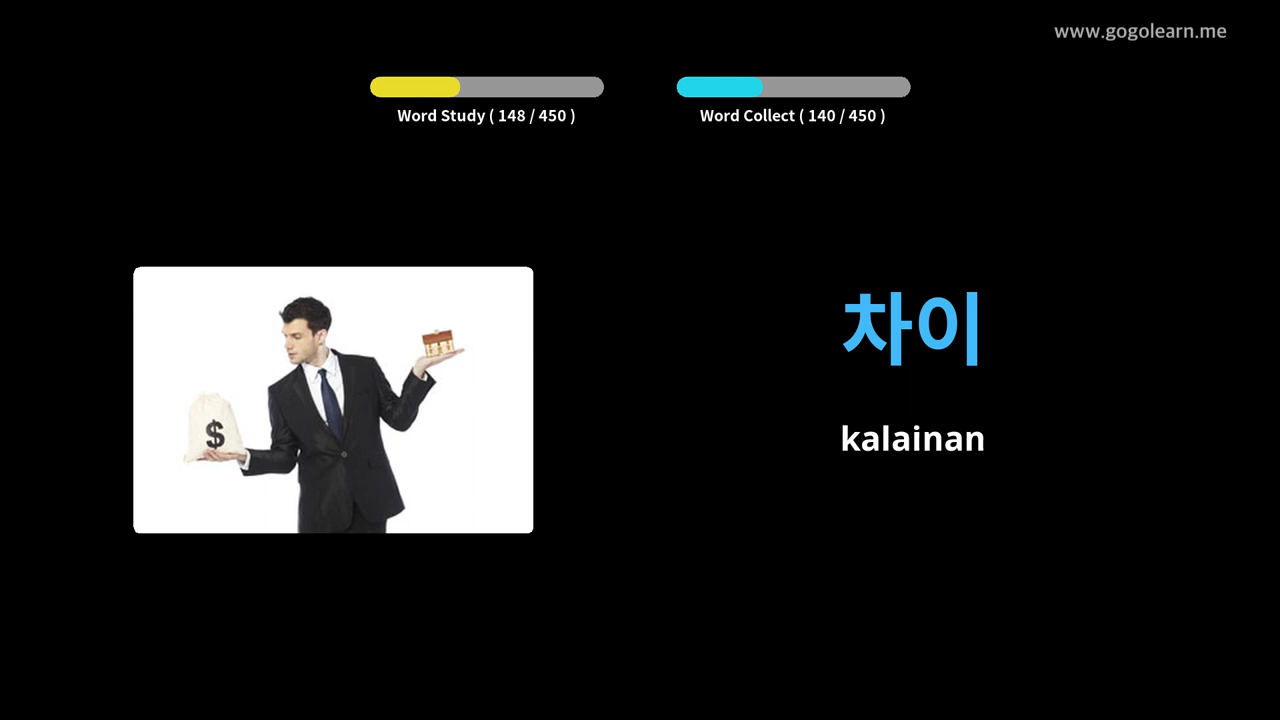 www.gogolearn.me
Word Study ( 148 / 450 )
Word Collect ( 140 / 450 )
차이
$
kalainan